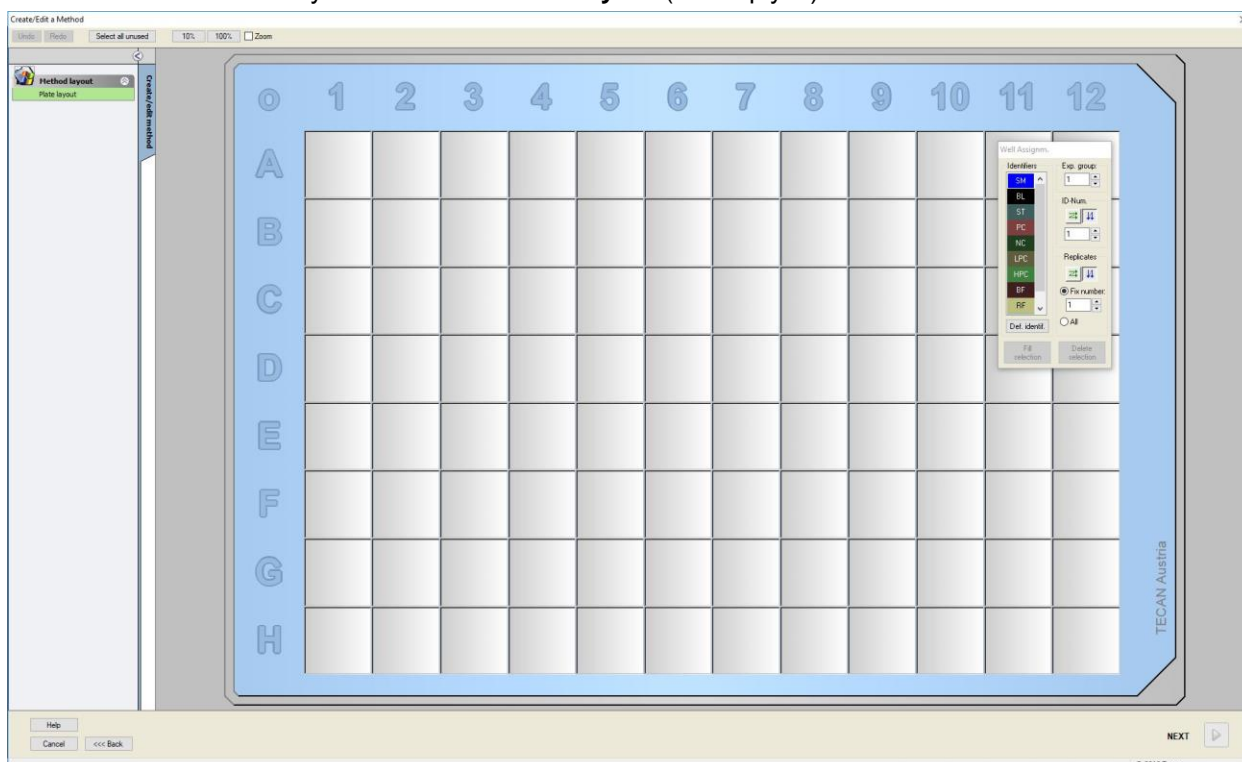 Create/Edit a Method
Undo Redo Select all unused 10% 100% Zoom
Method layout
Plate layout
Create/edit method
o 1 2 3 4 5 6 7 8 9 10 11 12
A
B
C
D
E
F
G
H
Well Assignm.
Identifiers
SM
BL
ST
PC
NC
LPC
HPC
BF
RF
Def. identif.
Exp. group:
1
ID-Num.
1
Replicates
Fix number:
1
All
Fill selection
Delete selection
TECAN Austria
Help
Cancel <<< Back
NEXT